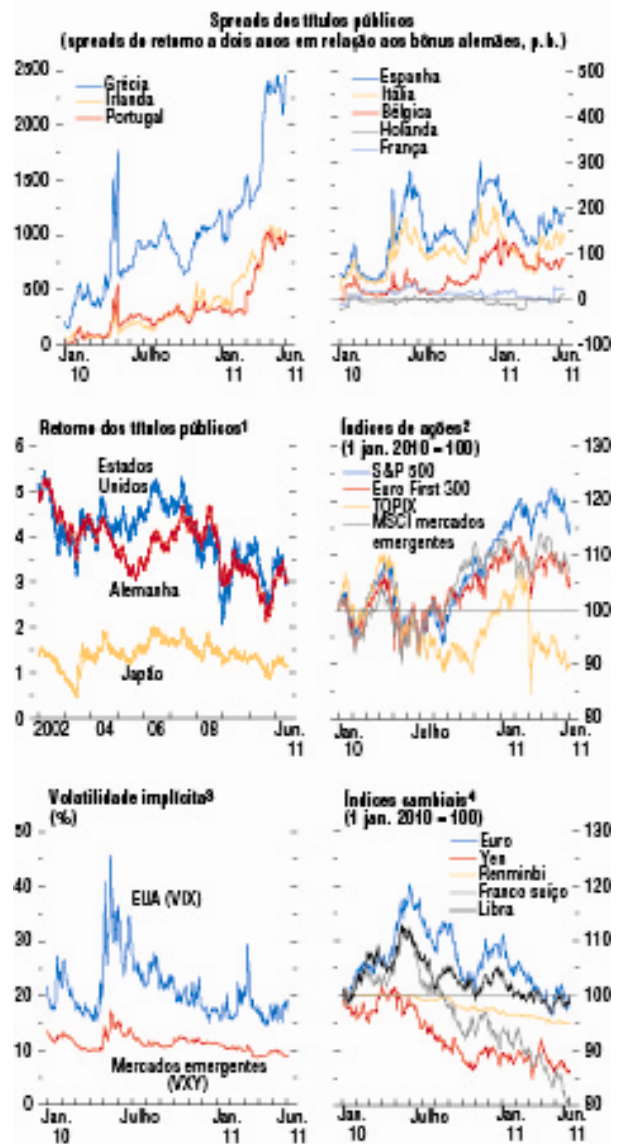 Spreads dos títulos públicos
(spreads de retorno a dois anos em relação aos bônus alemães, p.b.)
2500
2000
1500
1000
500
0
Grécia
Irlanda
Portugal
Jan.
10
Julho
Jan.
11
Jun.
11
Espanha
Itália
Bélgica
Holanda
França
500
400
300
200
100
0
-100
Jan.
10
Julho
Jan.
11
Jun.
11
Retorno dos títulos públicos¹
6
5
4
3
2
1
0
Estados
Unidos
Alemanha
Japão
2002
04
06
08
Jun.
11
Índices de ações²
(1 jan. 2010 = 100)
S&P 500
Euro First 300
TOPIX
MSCI mercados
emergentes
130
120
110
100
90
80
Jan.
10
Julho
Jan.
11
Jun.
11
Volatilidade implícita³
(%)
50
40
30
20
10
0
EUA (VIX)
Mercados emergentes
(VXY)
Jan.
10
Julho
Jan.
11
Jun.
11
Índices cambiais⁴
(1 jan. 2010 = 100)
Euro
Yen
Renminbi
Franco suíço
Libra
130
120
110
100
90
80
Jan.
10
Julho
Jan.
11
Jun.
11